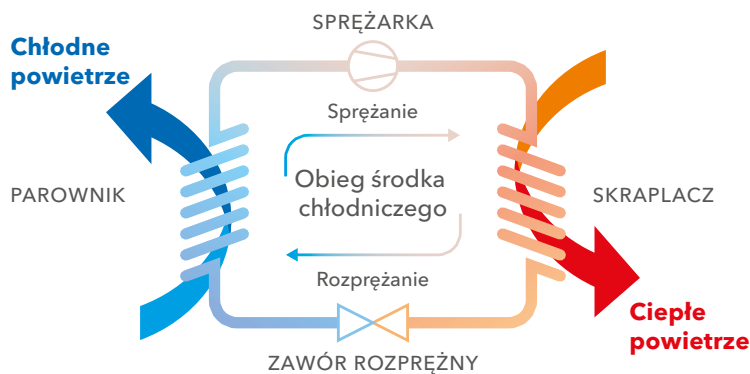 SPRĘŻARKA
Chłodne
powietrze
Sprężanie
PAROWNIK
Obieg środka
chłodniczego
SKRAPLACZ
Rozprężanie
Ciepłe
powietrze
ZAWÓR ROZPRĘŻNY